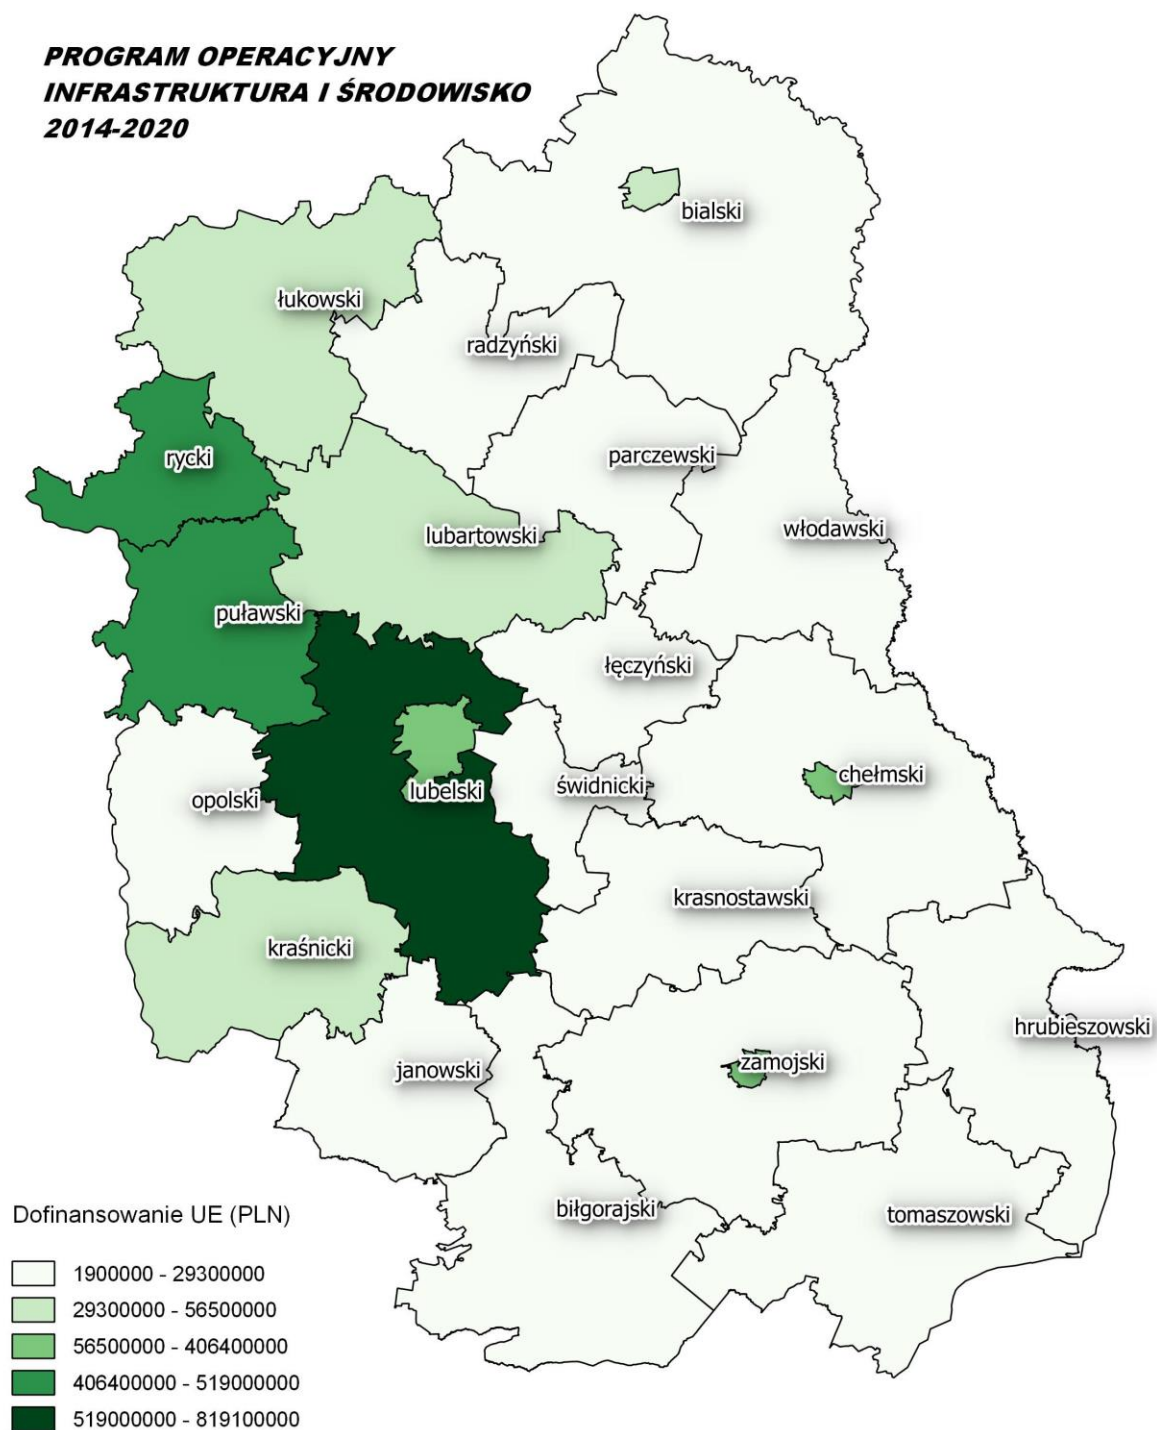 PROGRAM OPERACYJNY
INFRASTRUKTURA I ŚRODOWISKO
2014-2020
bialski
łukowski
radzyński
parczewski
rycki
włodawski
lubartowski
puławski
łęczyński
chełmski
świdnicki
lubelski
opolski
krasnostawski
kraśnicki
hrubieszowski
zamojski
janowski
biłgorajski
tomaszowski
Dofinansowanie UE (PLN)
1900000 - 29300000
29300000 - 56500000
56500000 - 406400000
406400000 - 519000000
519000000 - 819100000